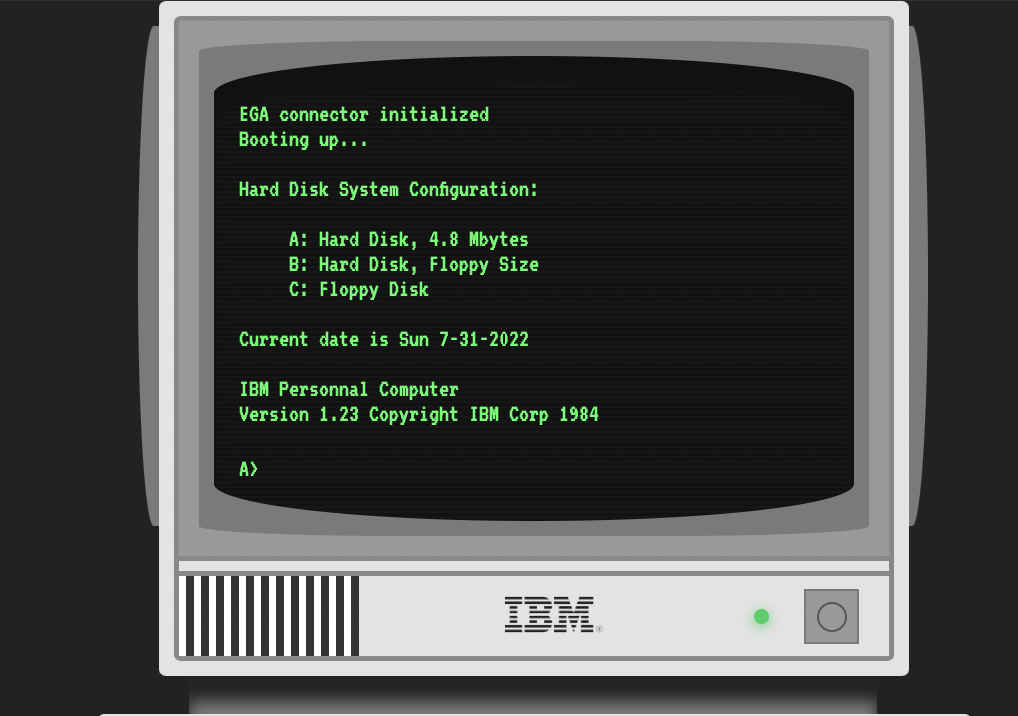 EGA connector initialized
Booting up...
Hard Disk System Configuration:
A: Hard Disk, 4.8 Mbytes
B: Hard Disk, Floppy Size
C: Floppy Disk
Current date is Sun 7-31-2022
IBM Personnal Computer
Version 1.23 Copyright IBM Corp 1984
A>
IBM®